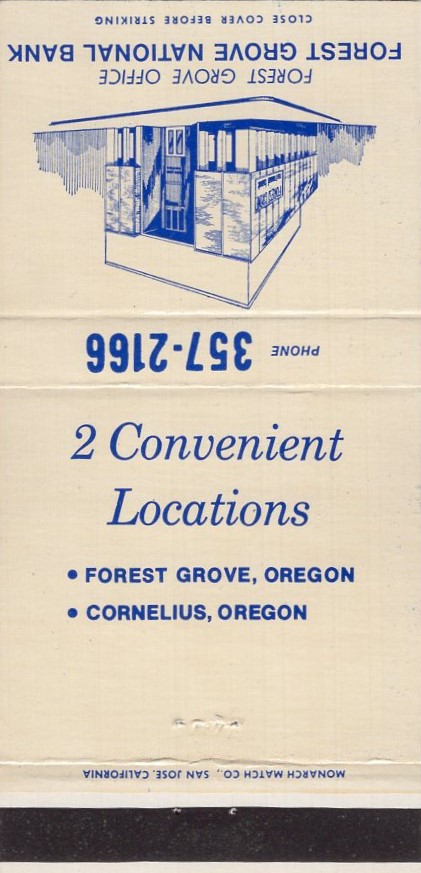 CLOSE COVER BEFORE STRIKING
FOREST GROVE NATIONAL BANK
FOREST GROVE OFFICE
PHONE 357-2166
2 Convenient
Locations
• FOREST GROVE, OREGON
• CORNELIUS, OREGON
MONARCH MATCH CO., SAN JOSE, CALIFORNIA